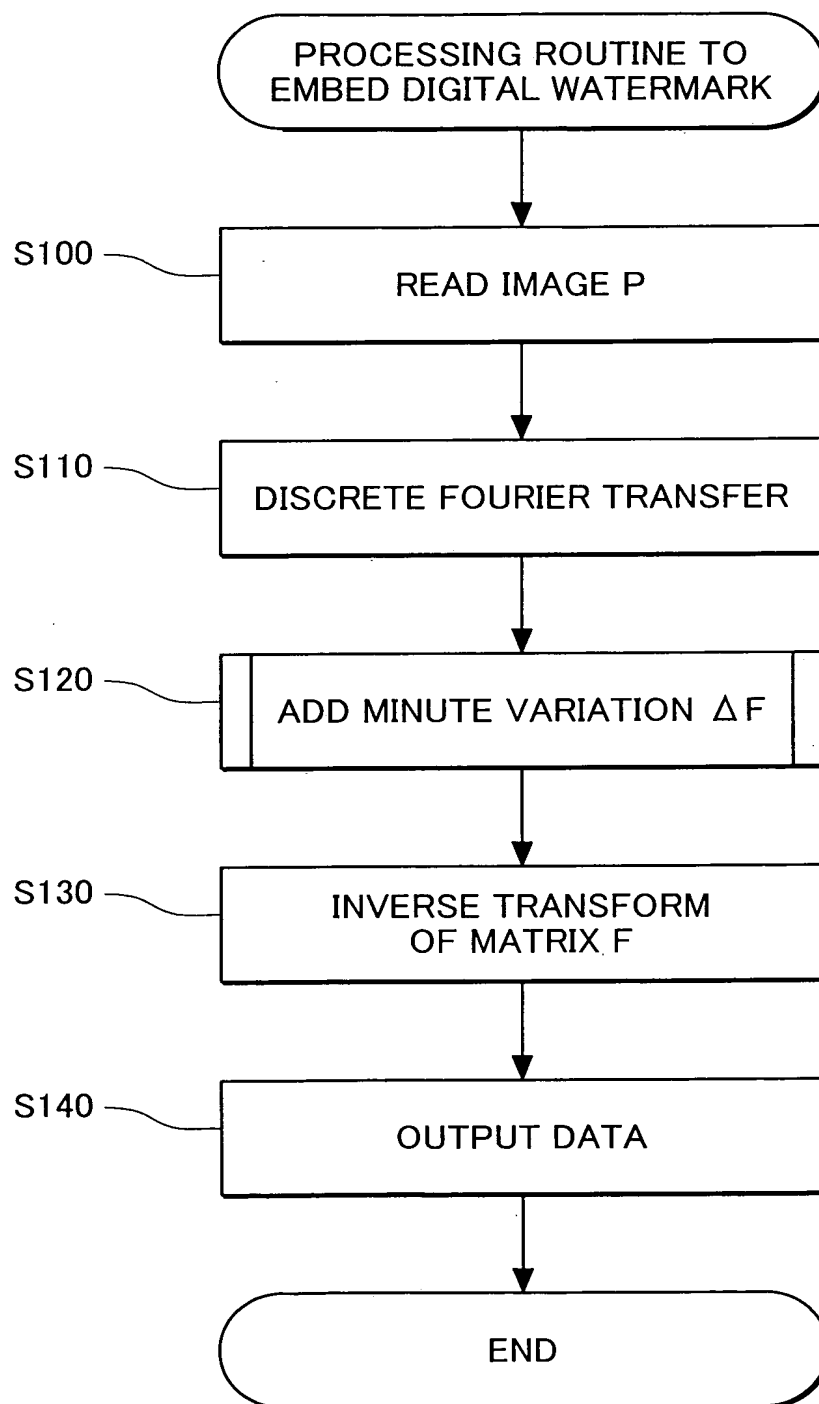 PROCESSING ROUTINE TO
EMBED DIGITAL WATERMARK
S100
READ IMAGE P
S110
DISCRETE FOURIER TRANSFER
S120
ADD MINUTE VARIATION ΔF
S130
INVERSE TRANSFORM
OF MATRIX F
S140
OUTPUT DATA
END